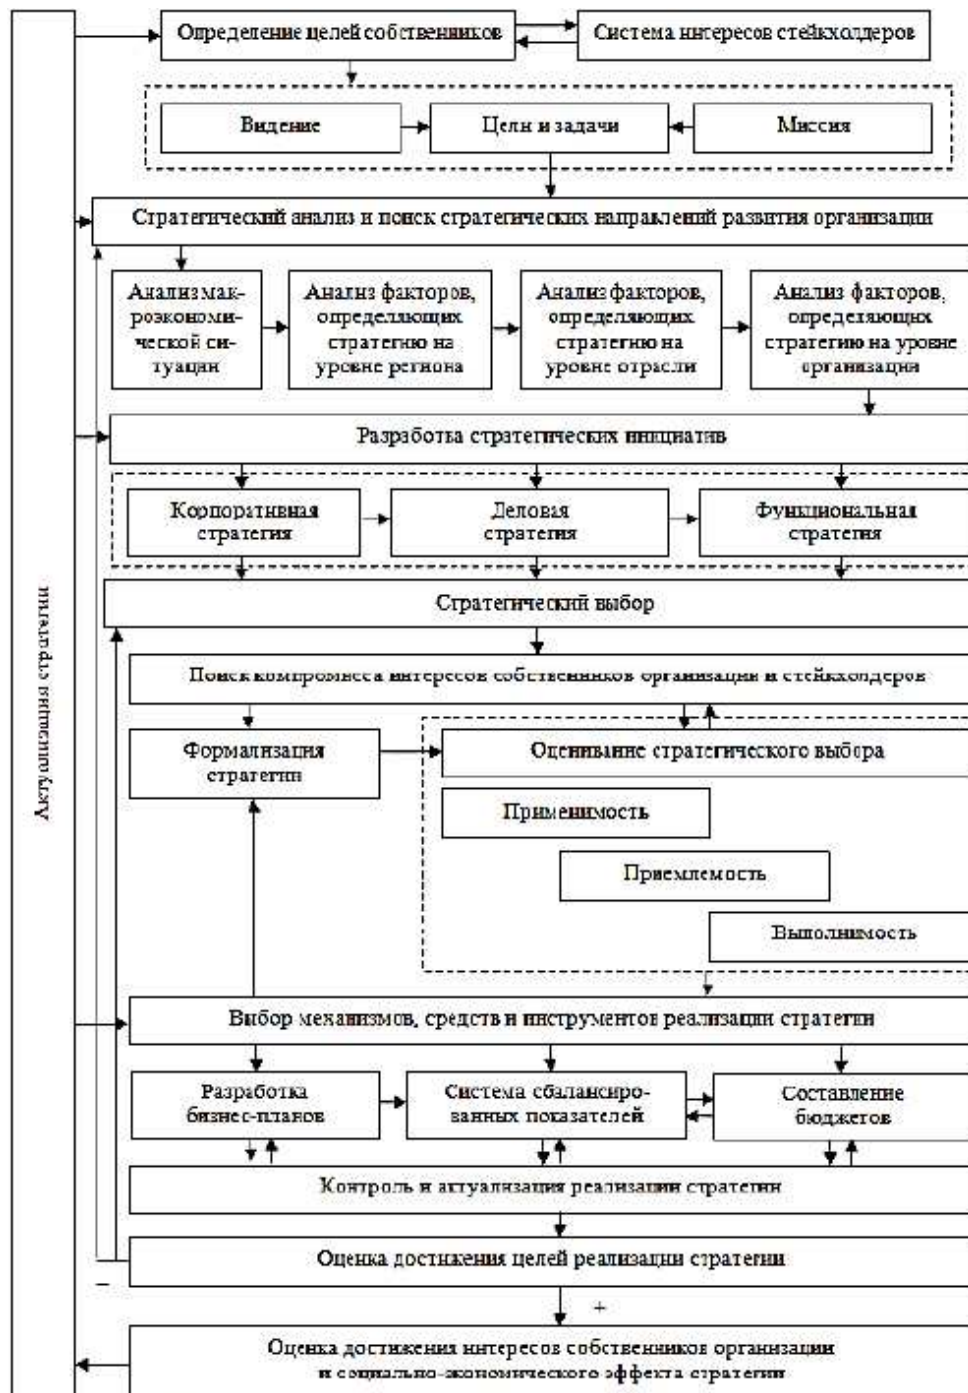 Определение целей собственников
Система интересов стейкхолдеров
Видение
Цели и задачи
Миссия
Стратегический анализ и поиск стратегических направлений развития организации
Анализ мак-
роэкономи-
ческой си-
туации
Анализ факторов,
определяющих
стратегию на
уровне региона
Анализ факторов,
определяющих
стратегию на
уровне отрасли
Анализ факторов,
определяющих
стратегию на уровне
организации
Разработка стратегических инициатив
Корпоративная
стратегия
Деловая
стратегия
Функциональная
стратегия
Стратегический выбор
Поиск компромисса интересов собственников организации и стейкхолдеров
Формализация
стратегии
Оценивание стратегического выбора
Применимость
Приемлемость
Выполнимость
Выбор механизмов, средств и инструментов реализации стратегии
Разработка
бизнес-планов
Система сбалансиро-
ванных показателей
Составление
бюджетов
Контроль и актуализация реализации стратегии
Оценка достижения целей реализации стратегии
–
+
Оценка достижения интересов собственников организации
и социально-экономического эффекта стратегии
Актуализация стратегии